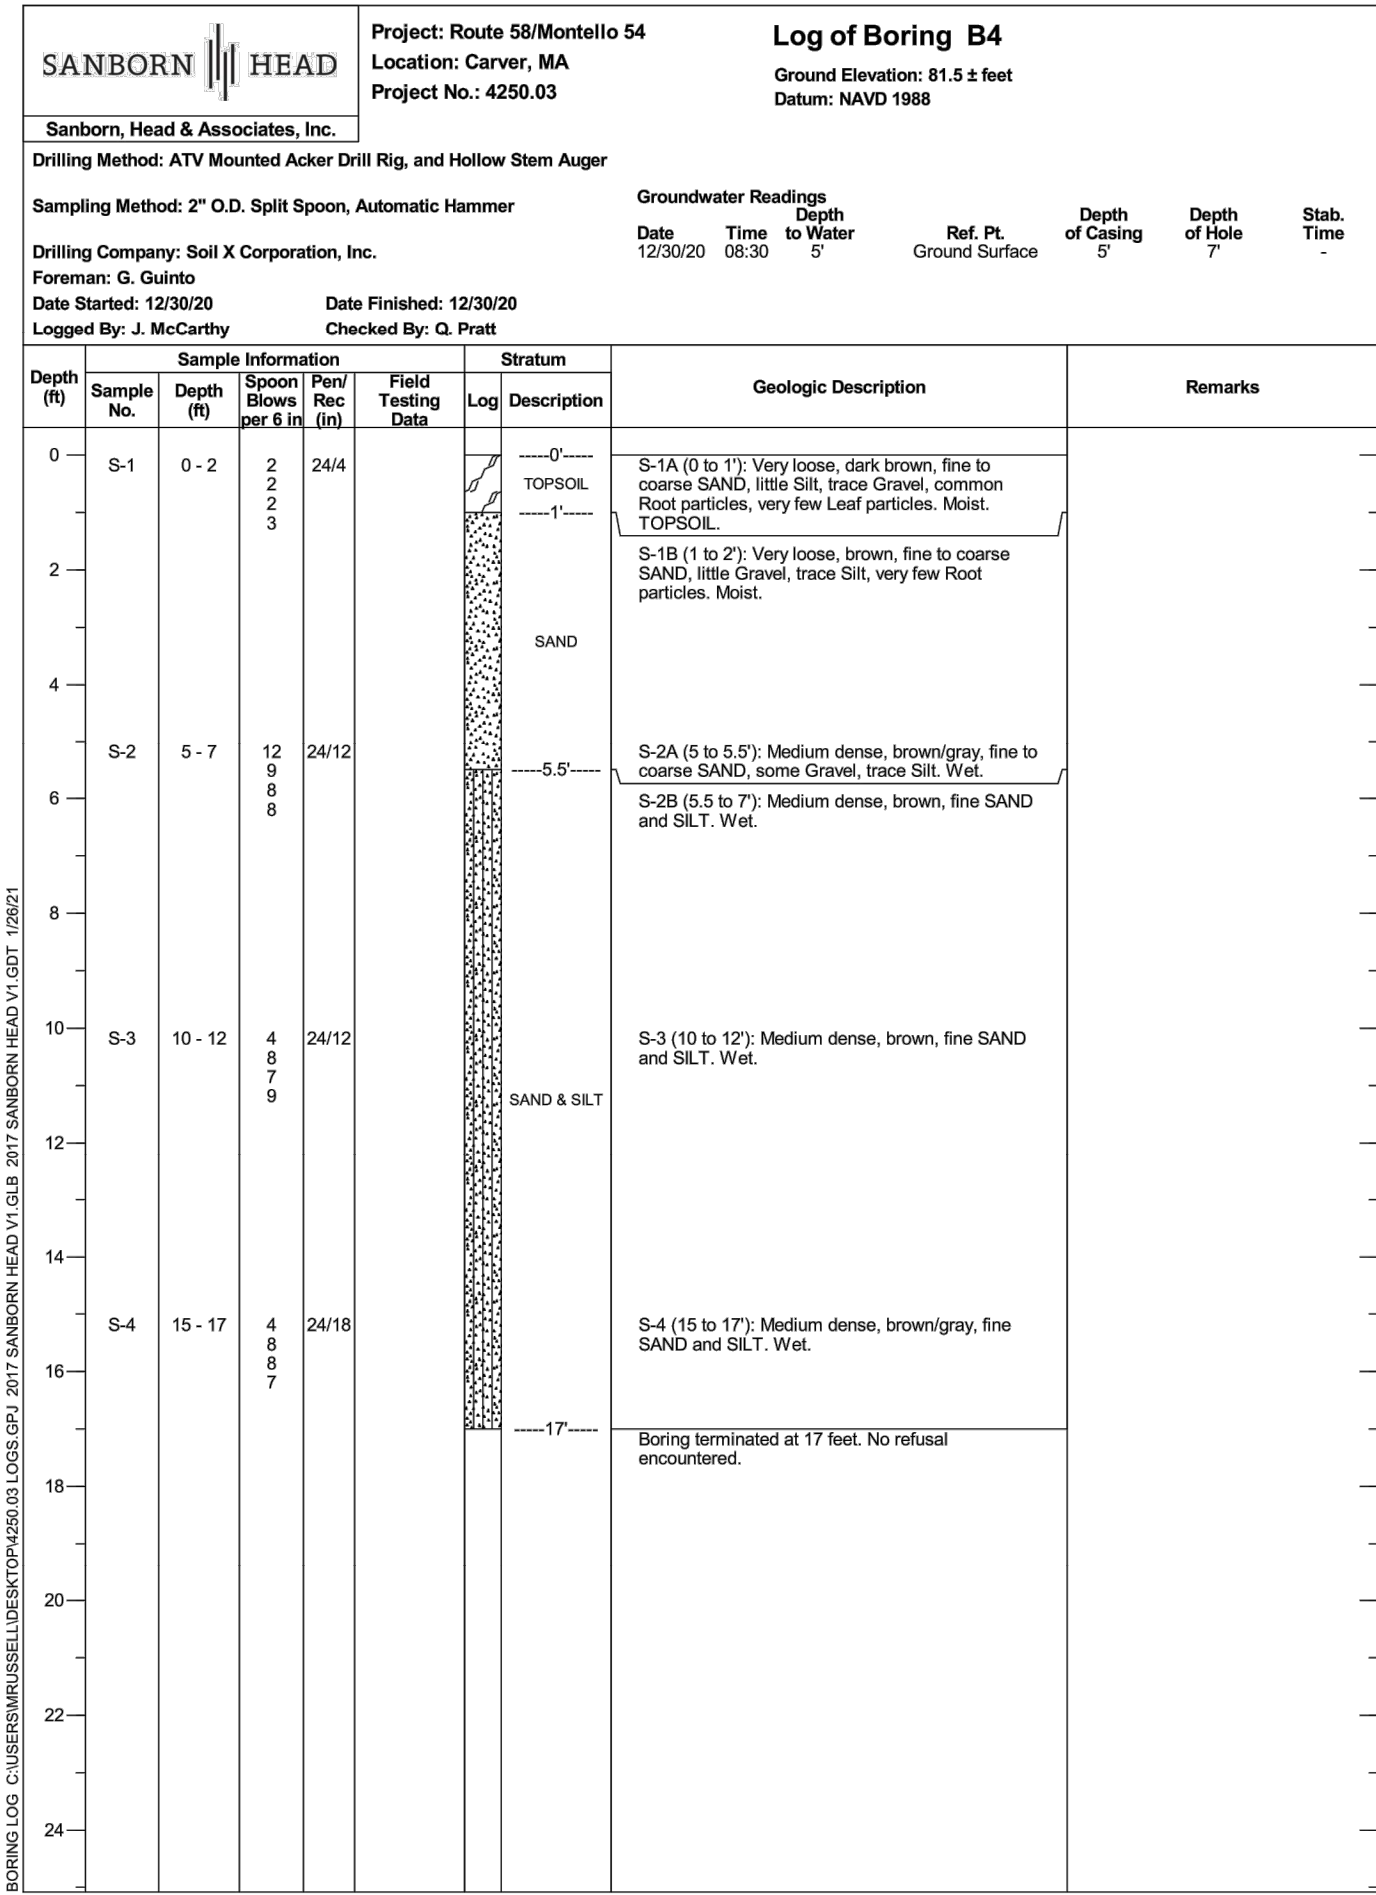 SANBORN HEAD
Sanborn, Head & Associates, Inc.
Project: Route 58/Montello 54
Location: Carver, MA
Project No.: 4250.03
Log of Boring B4
Ground Elevation: 81.5 ± feet
Datum: NAVD 1988
Drilling Method: ATV Mounted Acker Drill Rig, and Hollow Stem Auger
Sampling Method: 2" O.D. Split Spoon, Automatic Hammer
Drilling Company: Soil X Corporation, Inc.
Foreman: G. Guinto
Date Started: 12/30/20 Date Finished: 12/30/20
Logged By: J. McCarthy Checked By: Q. Pratt
Groundwater Readings
Depth Depth Depth Stab.
Date Time to Water Ref. Pt. of Casing of Hole Time
12/30/20 08:30 5' Ground Surface 5' 7' -
Depth
(ft)
Sample Information
Sample
No.
Depth
(ft)
Spoon
Blows
per 6 in
Pen/
Rec
(in)
Field
Testing
Data
Stratum
Log
Description
Geologic Description
Remarks
0
S-1 0 - 2 2 24/4
2
2
3
-----0'-----
TOPSOIL
-----1'-----
S-1A (0 to 1'): Very loose, dark brown, fine to
coarse SAND, little Silt, trace Gravel, common
Root particles, very few Leaf particles. Moist.
TOPSOIL.
S-1B (1 to 2'): Very loose, brown, fine to coarse
SAND, little Gravel, trace Silt, very few Root
particles. Moist.
2
SAND
4
S-2 5 - 7 12 24/12
9
8
8
-----5.5'-----
S-2A (5 to 5.5'): Medium dense, brown/gray, fine to
coarse SAND, some Gravel, trace Silt. Wet.
6
S-2B (5.5 to 7'): Medium dense, brown, fine SAND
and SILT. Wet.
8
10
S-3 10 - 12 4 24/12
8
7
9
S-3 (10 to 12'): Medium dense, brown, fine SAND
and SILT. Wet.
SAND & SILT
12
14
S-4 15 - 17 4 24/18
8
8
7
S-4 (15 to 17'): Medium dense, brown/gray, fine
SAND and SILT. Wet.
16
-----17'-----
Boring terminated at 17 feet. No refusal
encountered.
18
20
22
24
BORING LOG C:\USERS\MRUSSELL\DESKTOP\4250.03 LOGS.GPJ 2017 SANBORN HEAD V1.GLB 2017 SANBORN HEAD V1.GDT 1/26/21